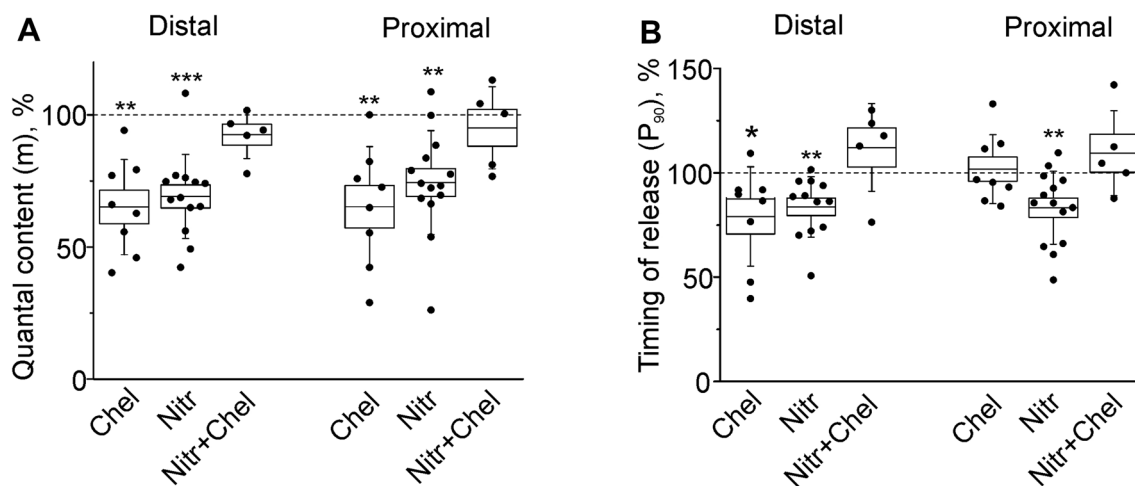 A
Distal
Proximal
Quantal content (m), %
100
50
0
**
***
**
**
Chel
Nitr
Nitr+Chel
Chel
Nitr
Nitr+Chel
B
Distal
Proximal
Timing of release (P90), %
150
100
50
0
*
**
**
Chel
Nitr
Nitr+Chel
Chel
Nitr
Nitr+Chel